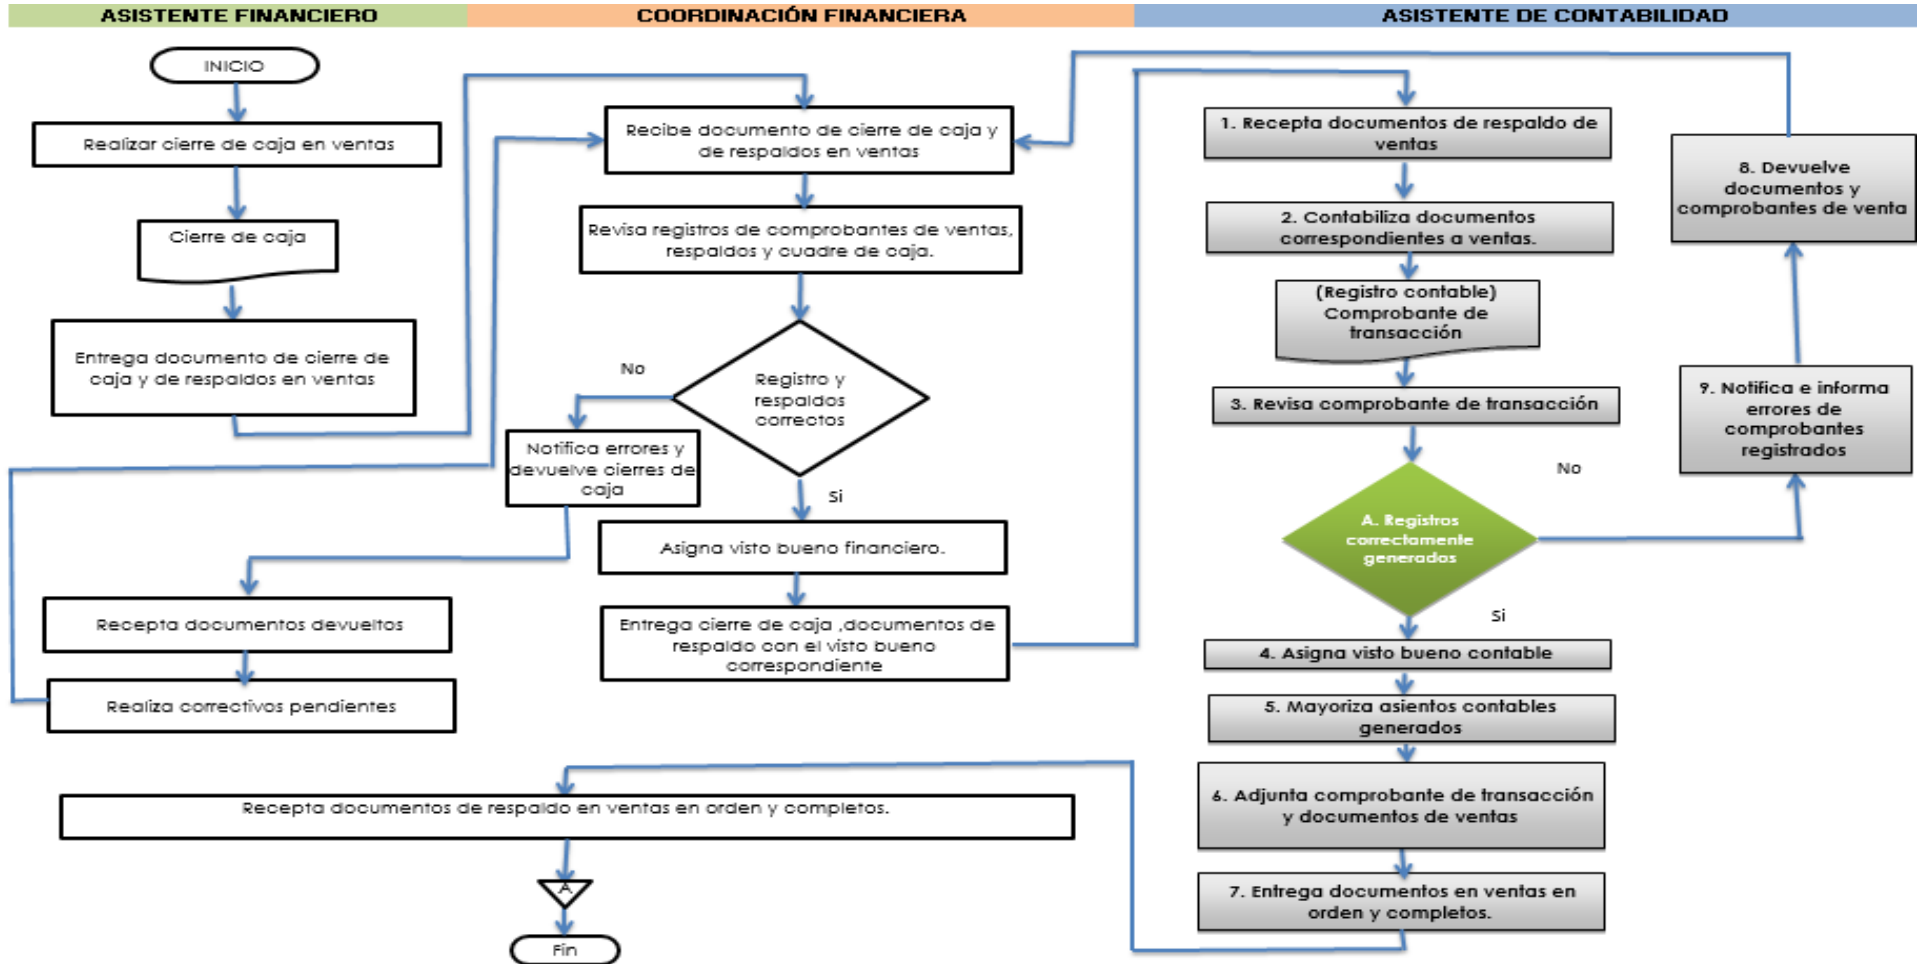 ASISTENTE FINANCIERO
COORDINACIÓN FINANCIERA
ASISTENTE DE CONTABILIDAD
INICIO
Realizar cierre de caja en ventas
Cierre de caja
Entrega documento de cierre de
caja y de respaldos en ventas
Recepta documentos devueltos
Realiza correctivos pendientes
Recibe documento de cierre de caja y
de respaldos en ventas
Revisa registros de comprobantes de ventas,
respaldos y cuadre de caja.
Registro y
respaldos
correctos
No
Notifica errores y
devuelve cierres de
caja
Si
Asigna visto bueno financiero.
Entrega cierre de caja ,documentos de
respaldo con el visto bueno
correspondiente
1. Recepta documentos de respaldo de
ventas
2. Contabiliza documentos
correspondientes a ventas.
(Registro contable)
Comprobante de
transacción
3. Revisa comprobante de transacción
A. Registros
correctamente
generados
No
Si
4. Asigna visto bueno contable
5. Mayoriza asientos contables
generados
6. Adjunta comprobante de transacción
y documentos de ventas
7. Entrega documentos en ventas en
orden y completos.
8. Devuelve
documentos y
comprobantes de venta
9. Notifica e informa
errores de
comprobantes
registrados
Recepta documentos de respaldo en ventas en orden y completos.
A
Fin